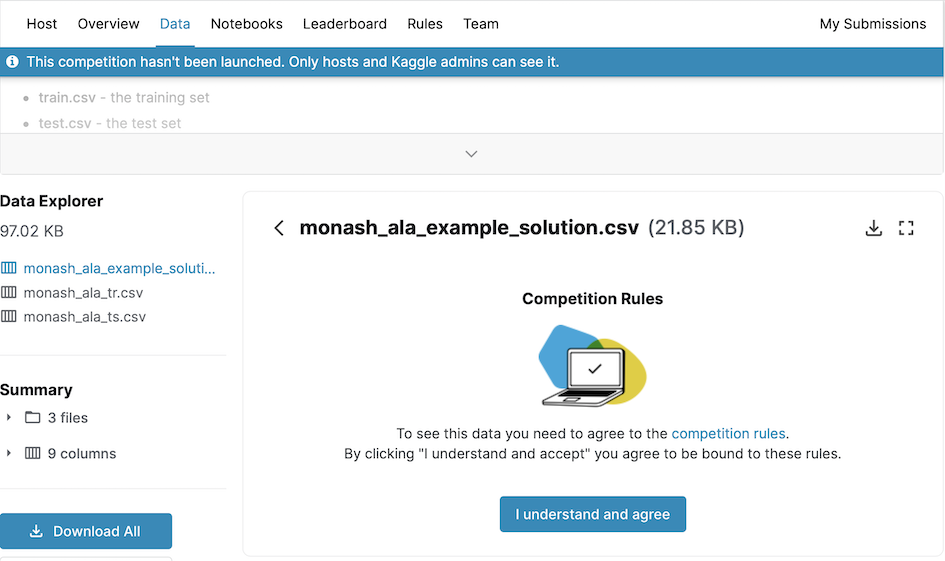 Host Overview Data Notebooks Leaderboard Rules Team My Submissions
This competition hasn't been launched. Only hosts and Kaggle admins can see it.
train.csv - the training set
test.csv - the test set
Data Explorer
97.02 KB
monash_ala_example_soluti...
monash_ala_tr.csv
monash_ala_ts.csv
Summary
3 files
9 columns
Download All
monash_ala_example_solution.csv (21.85 KB)
Competition Rules
To see this data you need to agree to the competition rules.
By clicking "I understand and accept" you agree to be bound to these rules.
I understand and agree